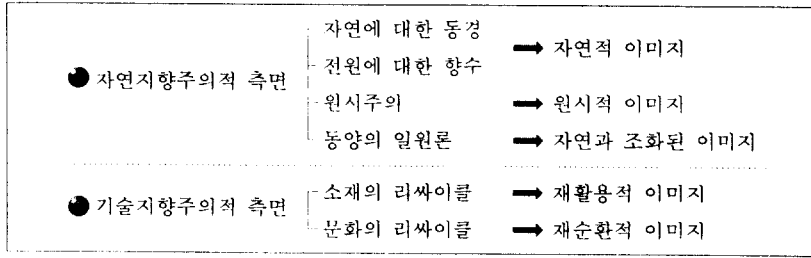 자연에 대한 동경
전원에 대한 향수
자연적 이미지
자연지향주의적 측면
원시주의
원시적 이미지
동양의 일원론
자연과 조화된 이미지
소재의 리싸이클
재활용적 이미지
기술지향주의적 측면
문화의 리싸이클
재순환적 이미지